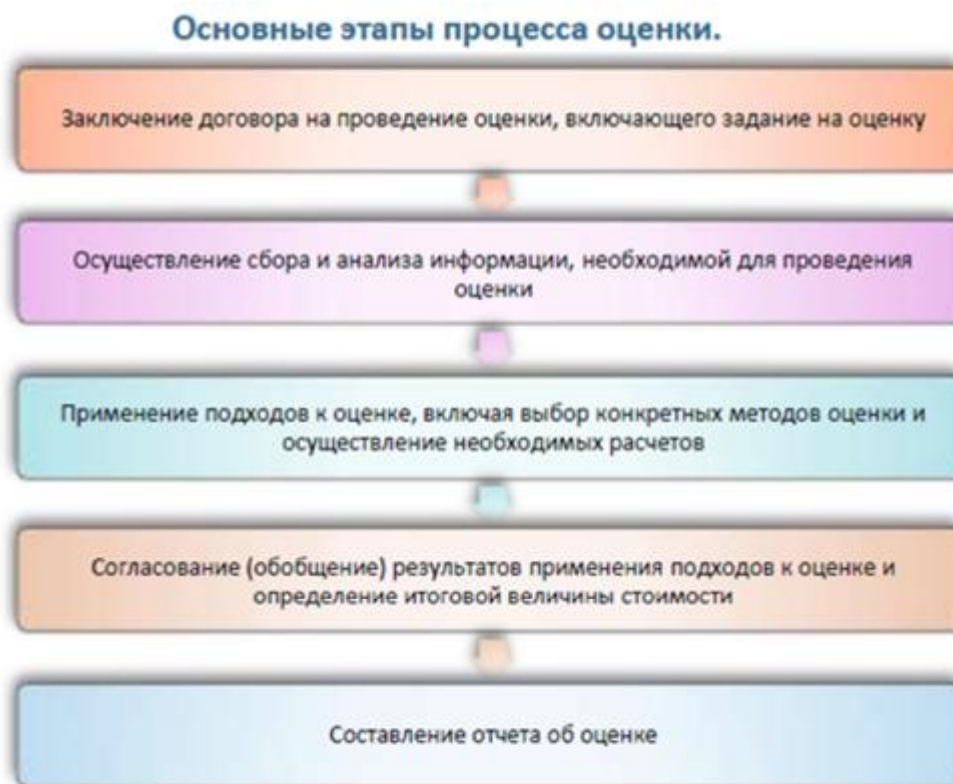 Основные этапы процесса оценки.
Заключение договора на проведение оценки, включающего задание на оценку
Осуществление сбора и анализа информации, необходимой для проведения
оценки
Применение подходов к оценке, включая выбор конкретных методов оценки и
осуществление необходимых расчетов
Согласование (обобщение) результатов применения подходов к оценке и
определение итоговой величины стоимости
Составление отчета об оценке